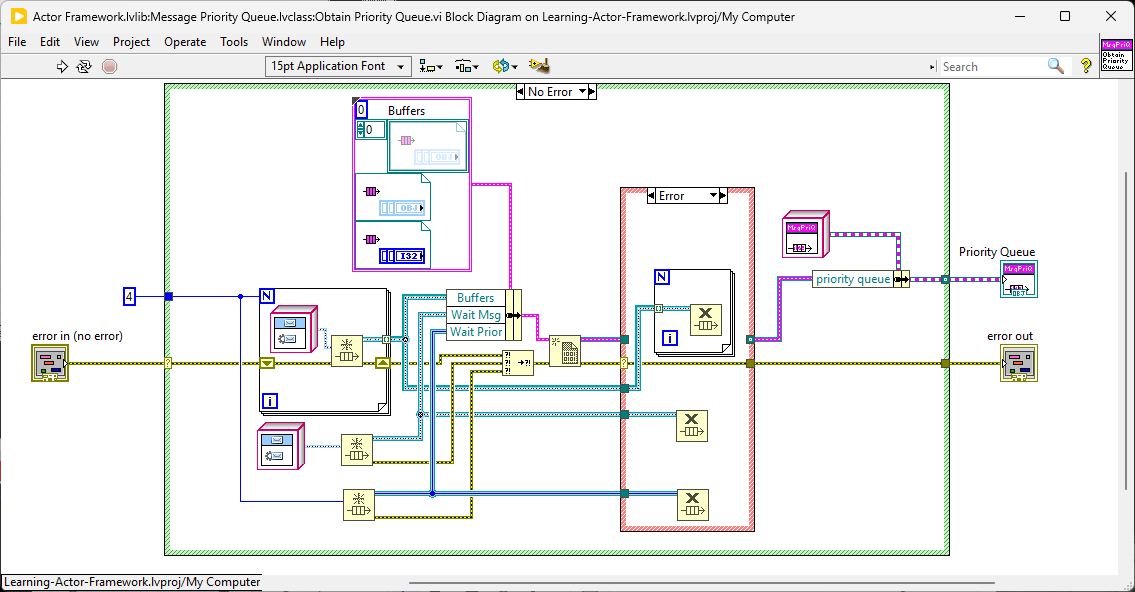 Actor Framework.lvlib:Message Priority Queue.lvclass:Obtain Priority Queue.vi Block Diagram on Learning-Actor-Framework.lvproj/My Computer
File Edit View Project Operate Tools Window Help
15pt Application Font
Search
?
MsgPriQ
Obtain
Priority
Queue
No Error
0 Buffers
0
OBJ
OBJ
I32
Error
MsgPriQ
Priority Queue
MsgPriQ
OBJ
priority queue
4
N
N
Buffers
Wait Msg
Wait Prior
i
error in (no error)
error out
?!
?!
?!
?!
?
?
i
Learning-Actor-Framework.lvproj/My Computer